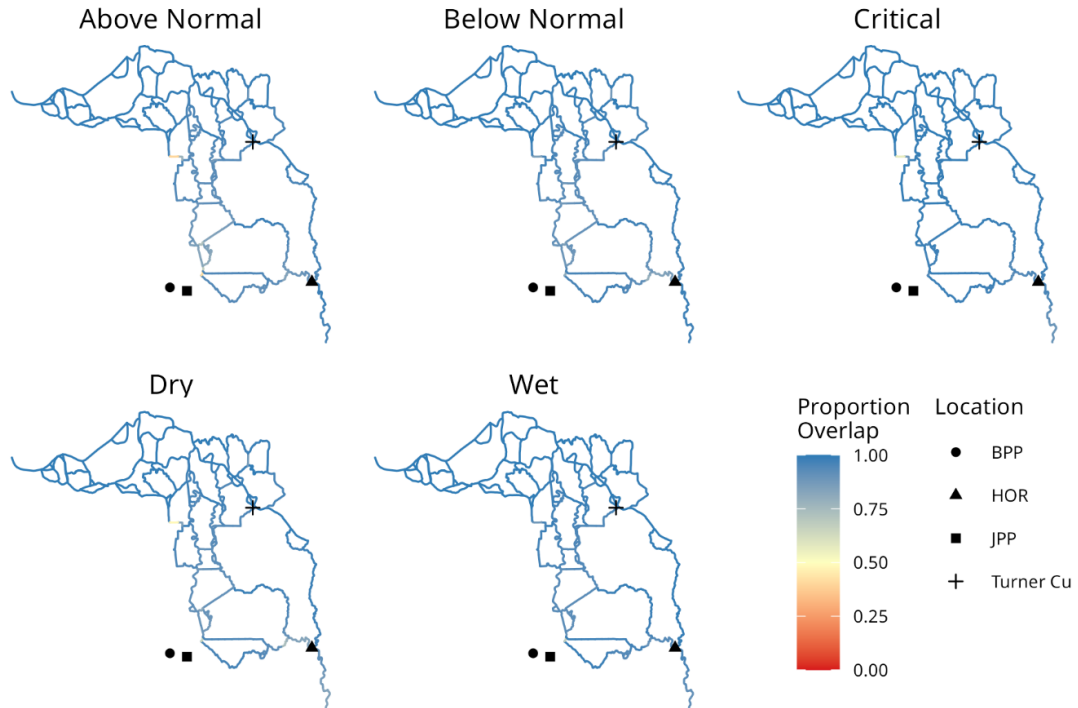 Above Normal
Below Normal
Critical
Dry
Wet
Proportion
Overlap
1.00
0.75
0.50
0.25
0.00
Location
BPP
HOR
JPP
Turner Cu